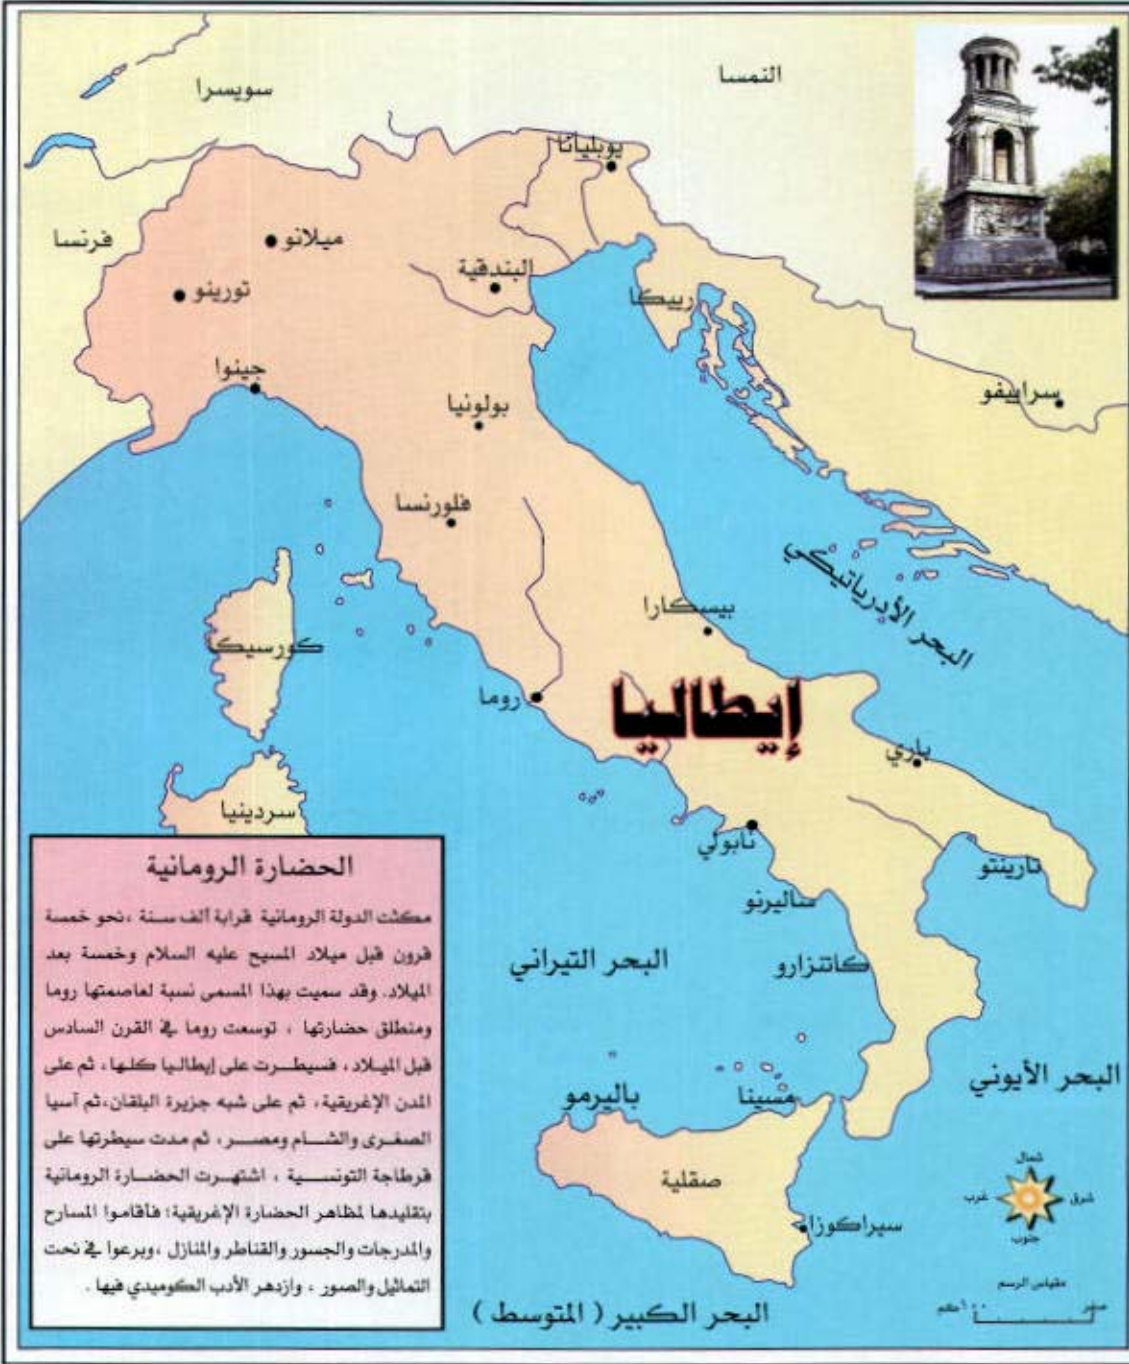 النمسا
سويسرا
يوبليانا
فرنسا
ميلانو
البندقية
تورينو
رييكا
جينوا
بولونيا
سراييفو
فلورنسا
البحر الأدرياتيكي
بيسكارا
كورسيكا
روما
إيطاليا
باري
سردينيا
نابولي
تارينتو
ساليرنو
البحر التيراني
كاتنزارو
البحر الأيوني
مسينا
باليرمو
صقلية
سيراكوزا
البحر الكبير ( المتوسط )
الحضارة الرومانية
مكثت الدولة الرومانية قرابة ألف سنة ،نحو خمسة
قرون قبل ميلاد المسيح عليه السلام وخمسة بعد
الميلاد. وقد سميت بهذا المسمى نسبة لعاصمتها روما
ومنطلق حضارتها ، توسعت روما في القرن السادس
قبل الميلاد ، فسيطرت على إيطاليا كلها، ثم على
المدن الإغريقية، ثم على شبه جزيرة البلقان،ثم آسيا
الصغرى والشام ومصر ، ثم مدت سيطرتها على
قرطاجة التونسية ، اشتهرت الحضارة الرومانية
بتقليدها لمظاهر الحضارة الإغريقية؛ فأقاموا المسارح
والمدرجات والجسور والقناطر والمنازل ،وبرعوا في نحت
التماثيل والصور ، وازدهر الأدب الكوميدي فيها .
شمال
شرق
غرب
جنوب
مقياس الرسم
صفر